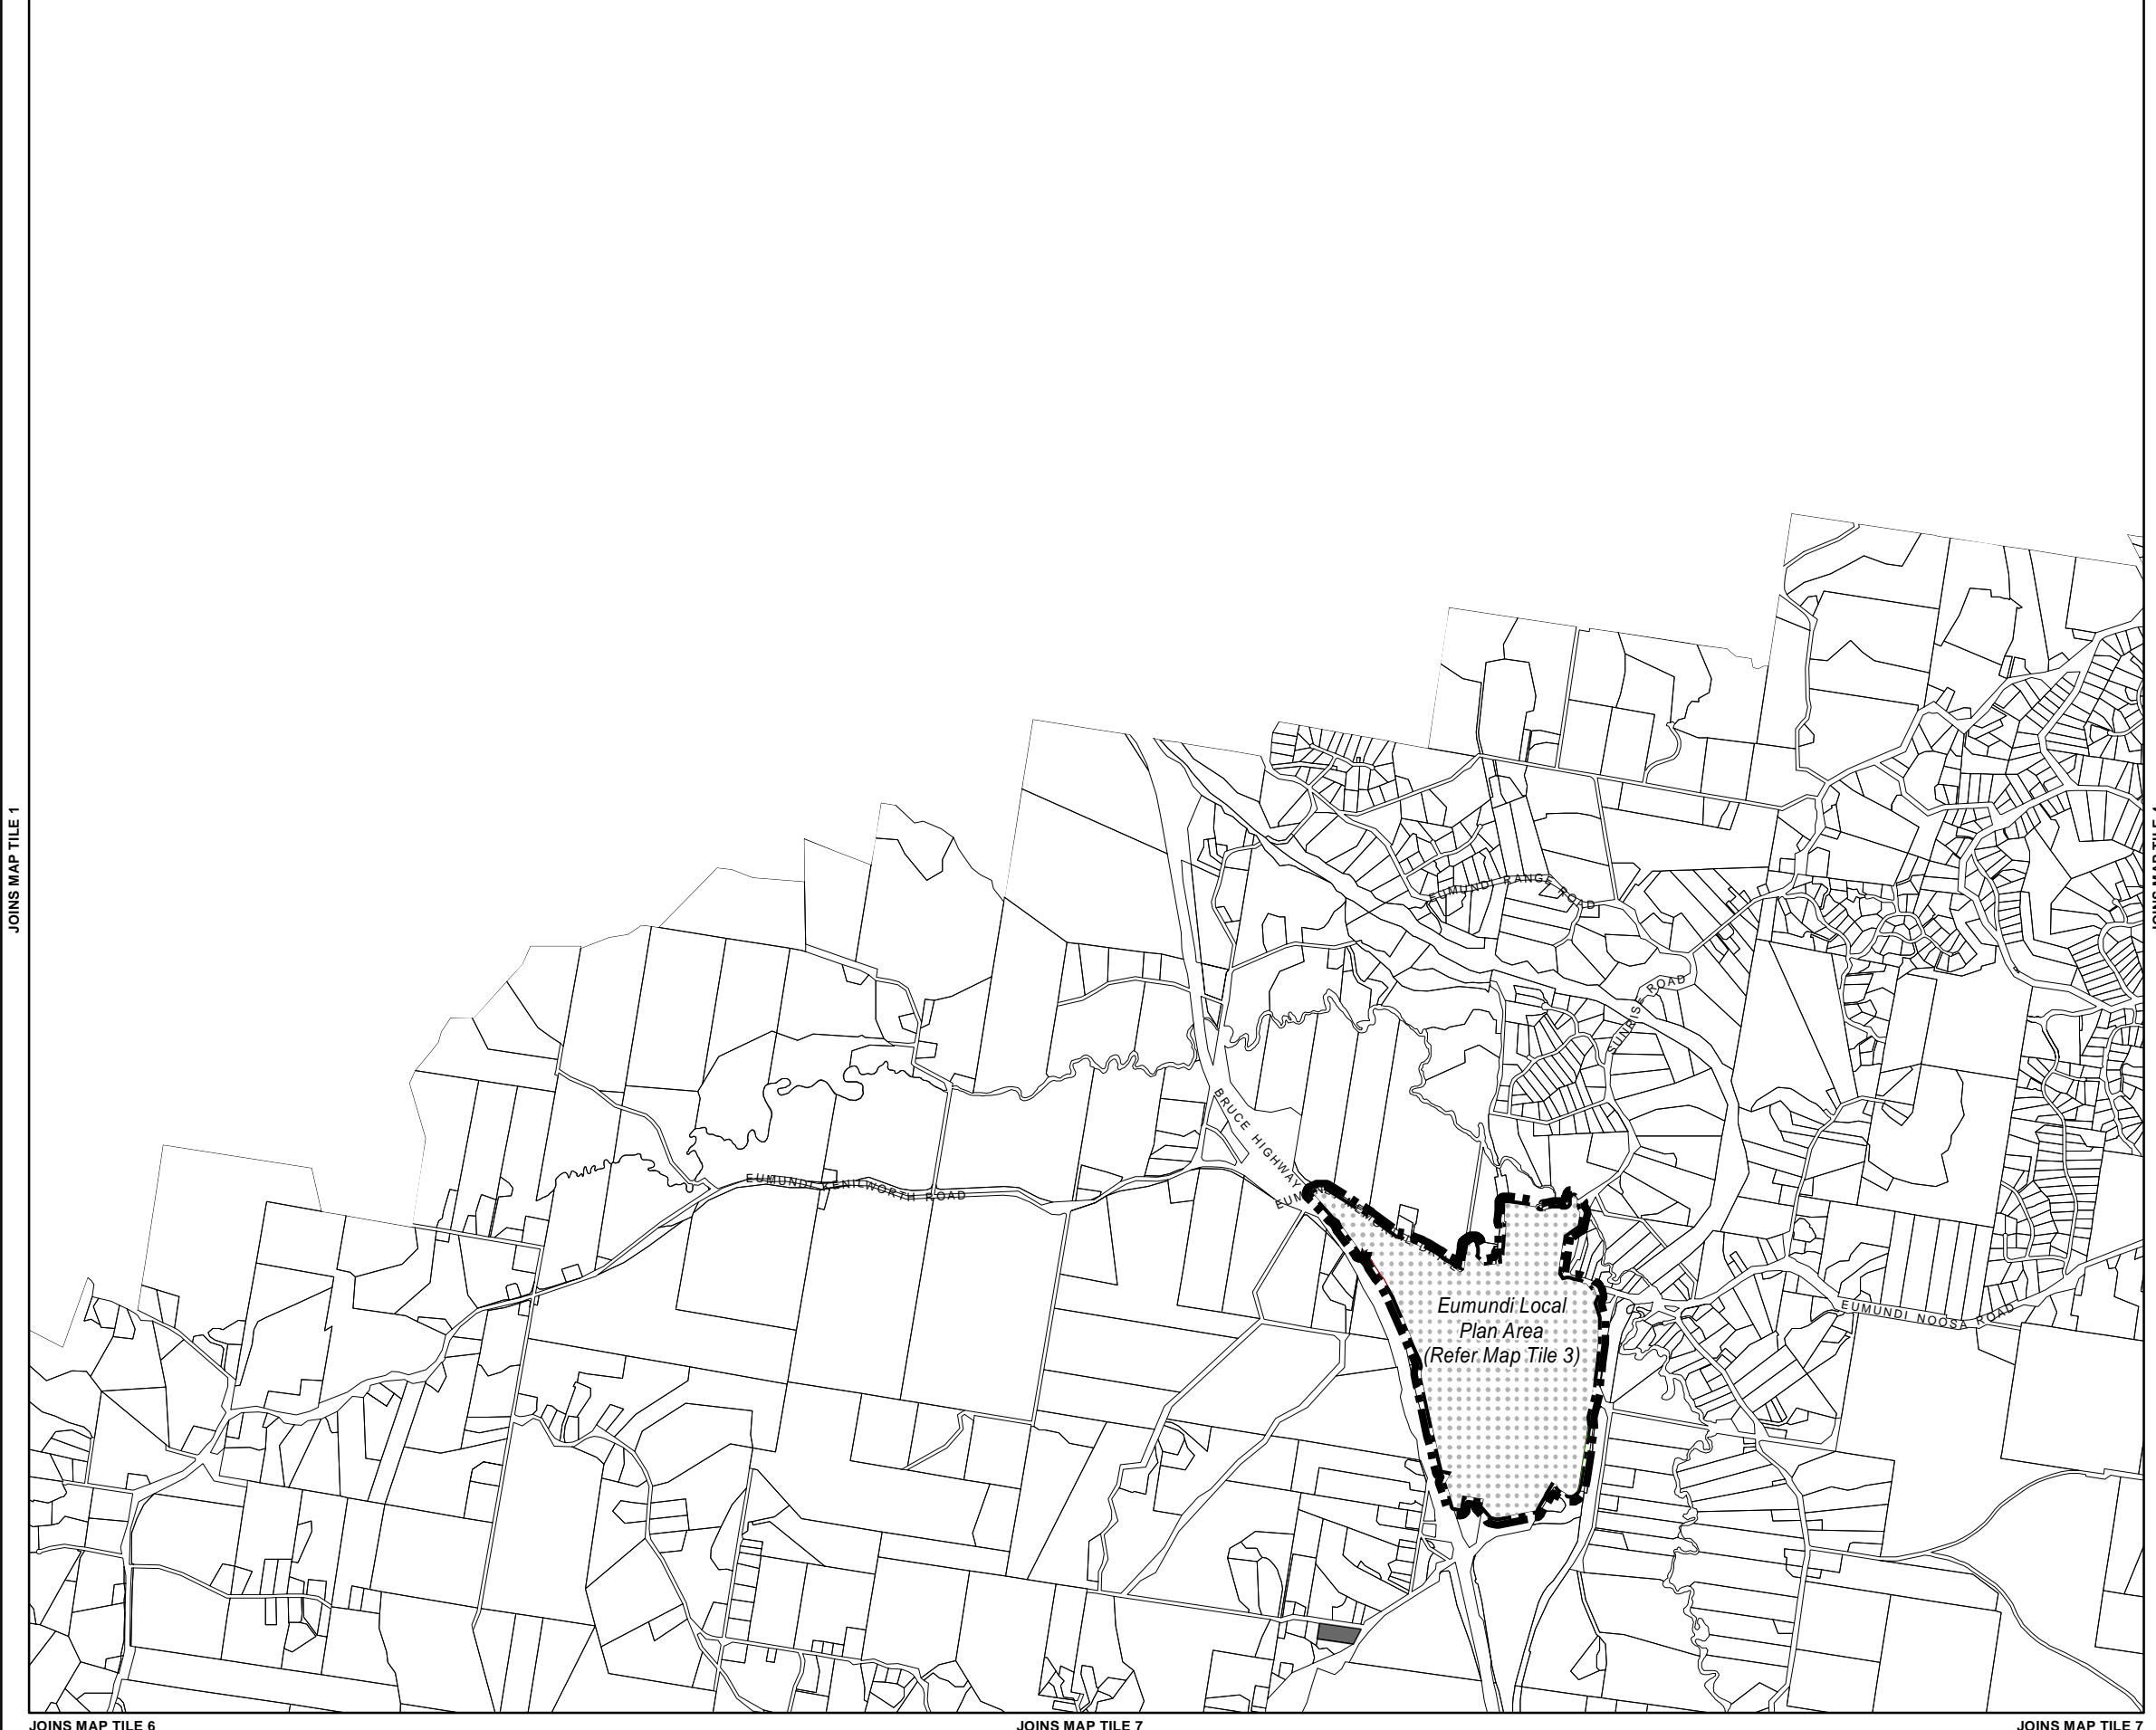 JOINS MAP TILE 1
EUMUNDI RANGE ROAD
SUNRISE ROAD
BRUCE HIGHWAY
EUMUNDI KENILWORTH ROAD
Eumundi Local
Plan Area
(Refer Map Tile 3)
EUMUNDI NOOSA ROAD
JOINS MAP TILE 6
JOINS MAP TILE 7
JOINS MAP TILE 7